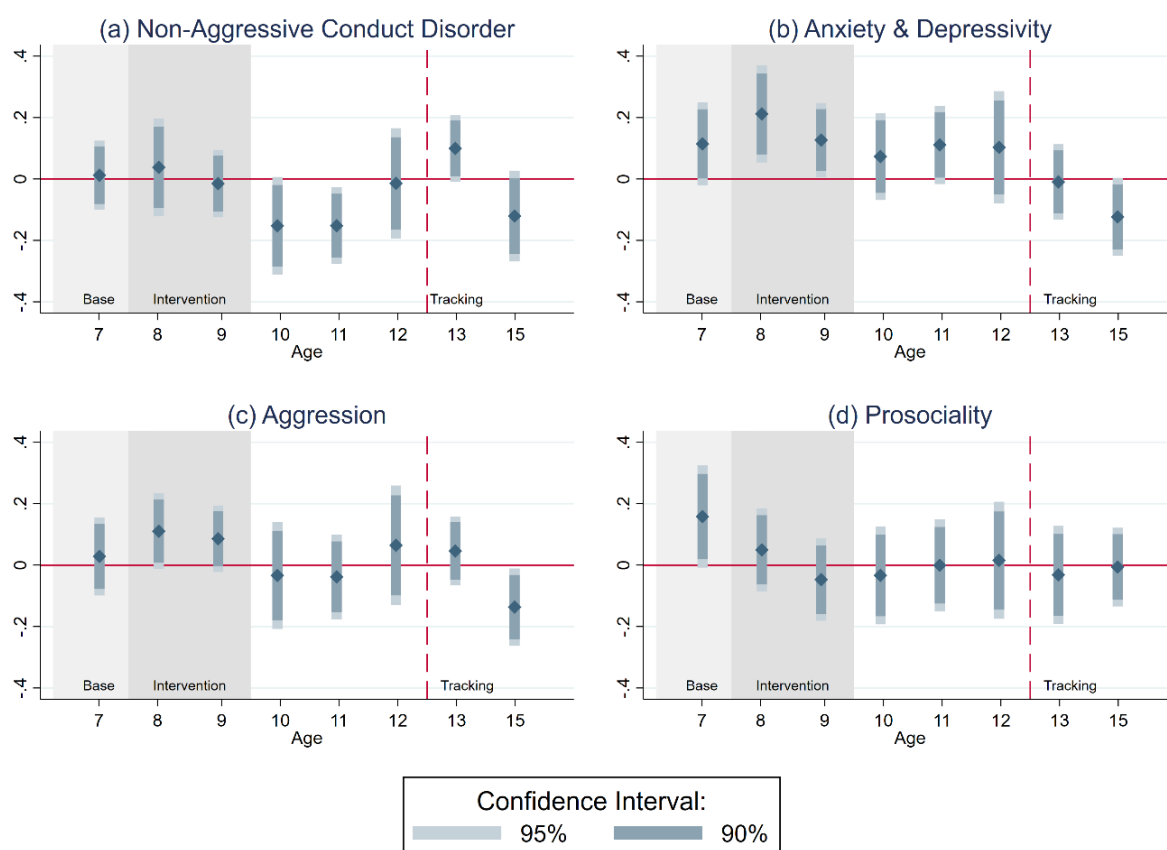 (a) Non-Aggressive Conduct Disorder
.4
.2
0
-.2
-.4
Base Intervention Tracking
7 8 9 10 11 12 13 15
Age
(b) Anxiety & Depressivity
.4
.2
0
-.2
-.4
Base Intervention Tracking
7 8 9 10 11 12 13 15
Age
(c) Aggression
.4
.2
0
-.2
-.4
Base Intervention Tracking
7 8 9 10 11 12 13 15
Age
(d) Prosociality
.4
.2
0
-.2
-.4
Base Intervention Tracking
7 8 9 10 11 12 13 15
Age
Confidence Interval:
95% 90%